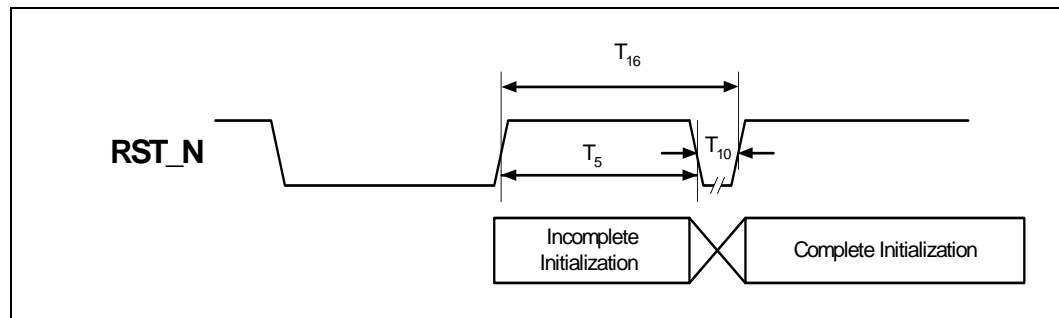 T16
RST_N
T5
T10
Incomplete
Initialization
Complete Initialization